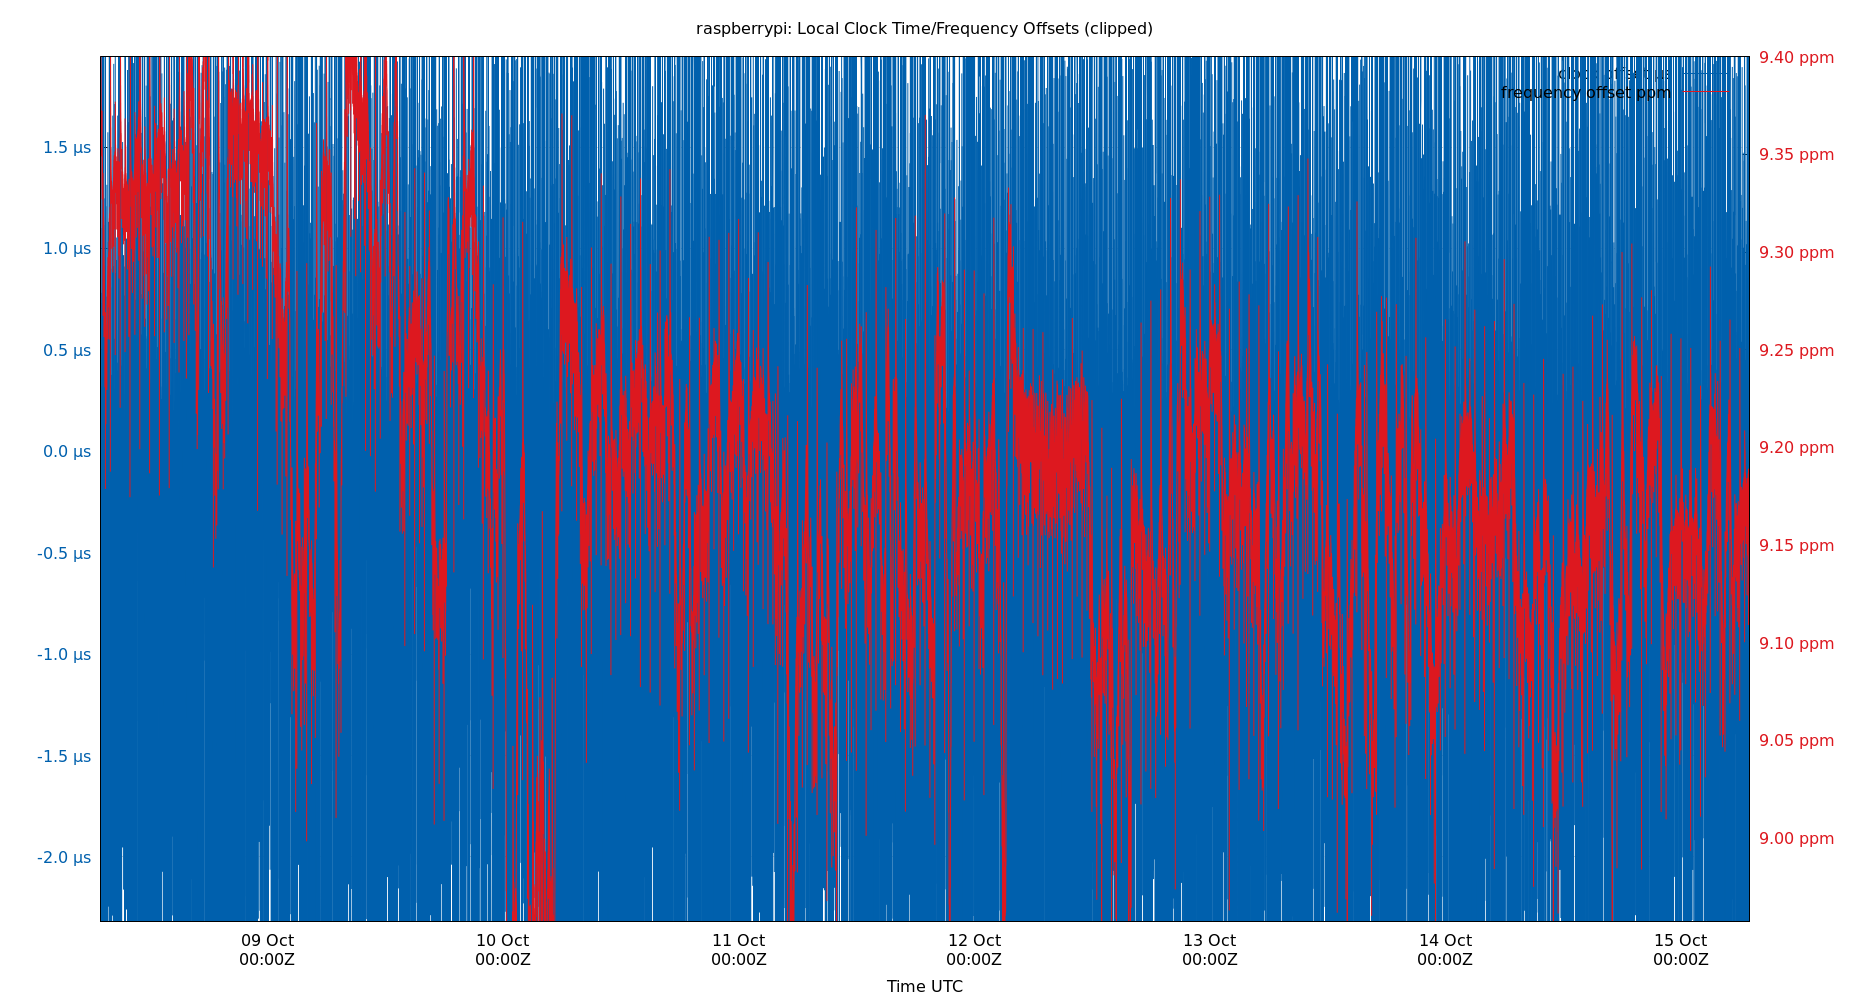 raspberrypi: Local Clock Time/Frequency Offsets (clipped)
clock offset µs
frequency offset ppm
1.5 µs
1.0 µs
0.5 µs
0.0 µs
-0.5 µs
-1.0 µs
-1.5 µs
-2.0 µs
9.40 ppm
9.35 ppm
9.30 ppm
9.25 ppm
9.20 ppm
9.15 ppm
9.10 ppm
9.05 ppm
9.00 ppm
09 Oct 10 Oct 11 Oct 12 Oct 13 Oct 14 Oct 15 Oct
00:00Z 00:00Z 00:00Z 00:00Z 00:00Z 00:00Z 00:00Z
Time UTC